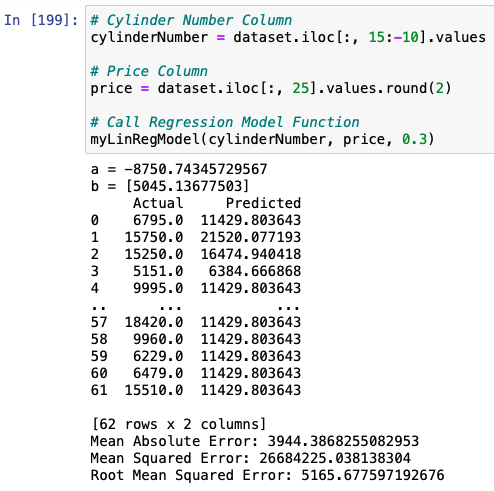 In [199]: # Cylinder Number Column
cylinderNumber = dataset.iloc[:, 15:-10].values
# Price Column
price = dataset.iloc[:, 25].values.round(2)
# Call Regression Model Function
myLinRegModel(cylinderNumber, price, 0.3)
a = -8750.74345729567
b = [5045.13677503]
Actual Predicted
0 6795.0 11429.803643
1 15750.0 21520.077193
2 15250.0 16474.940418
3 5151.0 6384.666868
4 9995.0 11429.803643
.. ... ...
57 18420.0 11429.803643
58 9960.0 11429.803643
59 6229.0 11429.803643
60 6479.0 11429.803643
61 15510.0 11429.803643
[62 rows x 2 columns]
Mean Absolute Error: 3944.3868255082953
Mean Squared Error: 26684225.038138304
Root Mean Squared Error: 5165.677597192676